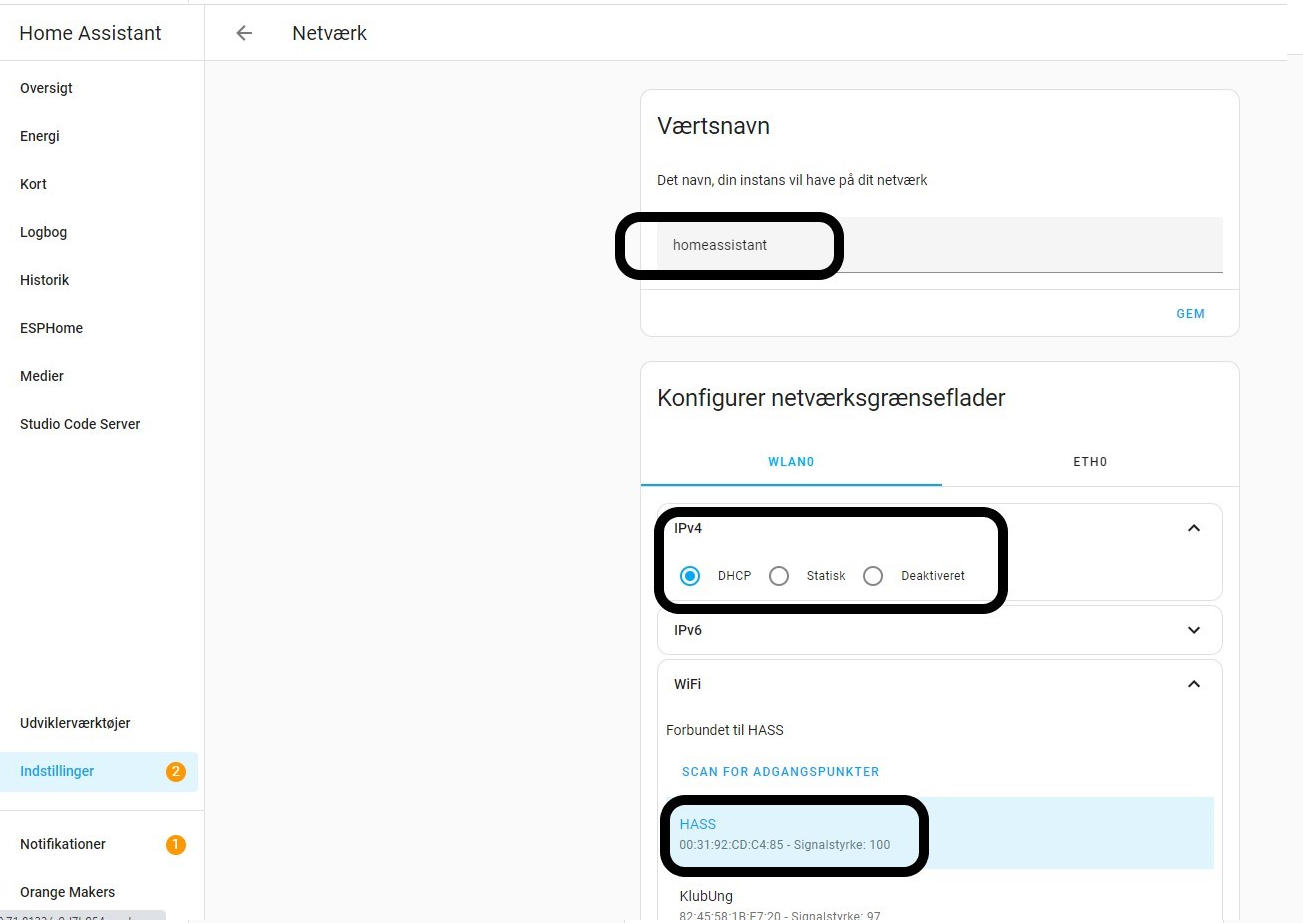 Home Assistant
Netværk
Oversigt
Energi
Kort
Logbog
Historik
ESPHome
Medier
Studio Code Server
Udviklerværktøjer
Indstillinger 2
Notifikationer 1
Orange Makers
Værtsnavn
Det navn, din instans vil have på dit netværk
homeassistant
GEM
Konfigurer netværksgrænseflader
WLAN0 ETH0
IPv4
DHCP Statisk Deaktiveret
IPv6
WiFi
Forbundet til HASS
SCAN FOR ADGANGSPUNKTER
HASS
00:31:92:CD:C4:85 - Signalstyrke: 100
KlubUng
82:45:58:1B:E7:20 - Signalstyrke: 97